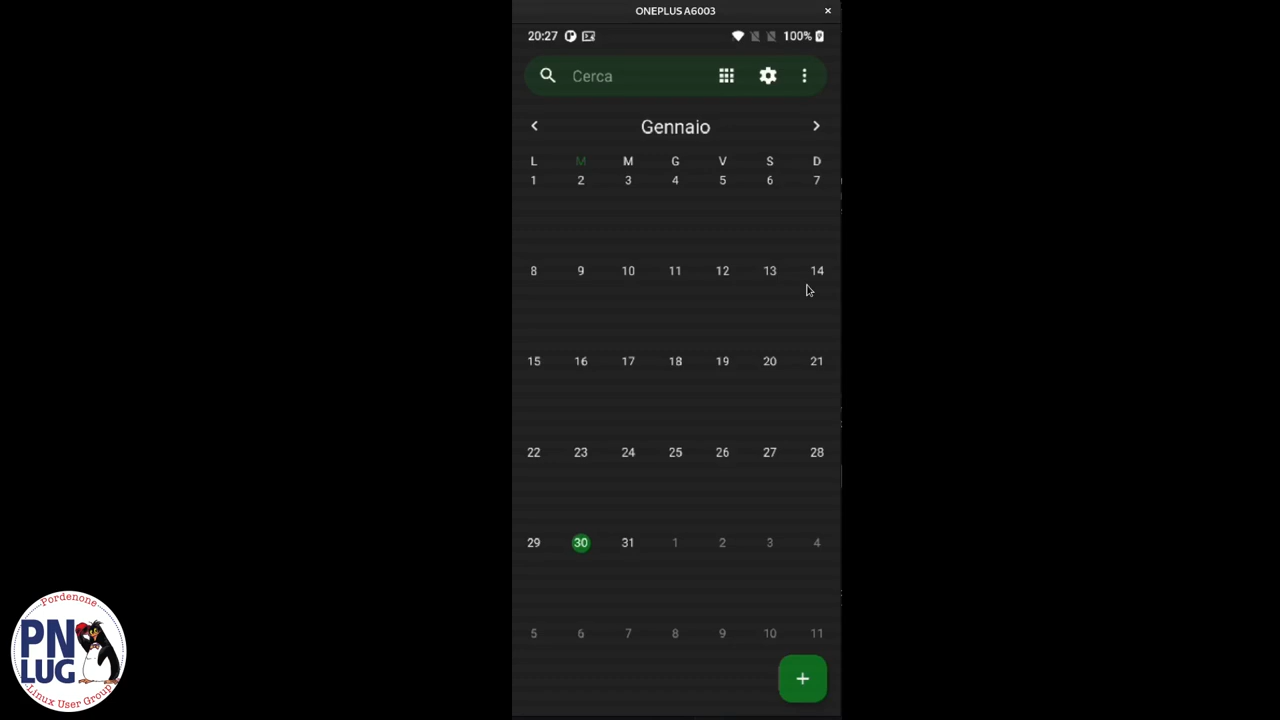 ONEPLUS A6003
20:27
100%
Cerca
Gennaio
L M M G V S D
1 2 3 4 5 6 7
8 9 10 11 12 13 14
15 16 17 18 19 20 21
22 23 24 25 26 27 28
29 30 31 1 2 3 4
5 6 7 8 9 10 11
+
Pordenone
PN
LUG
Linux User Group